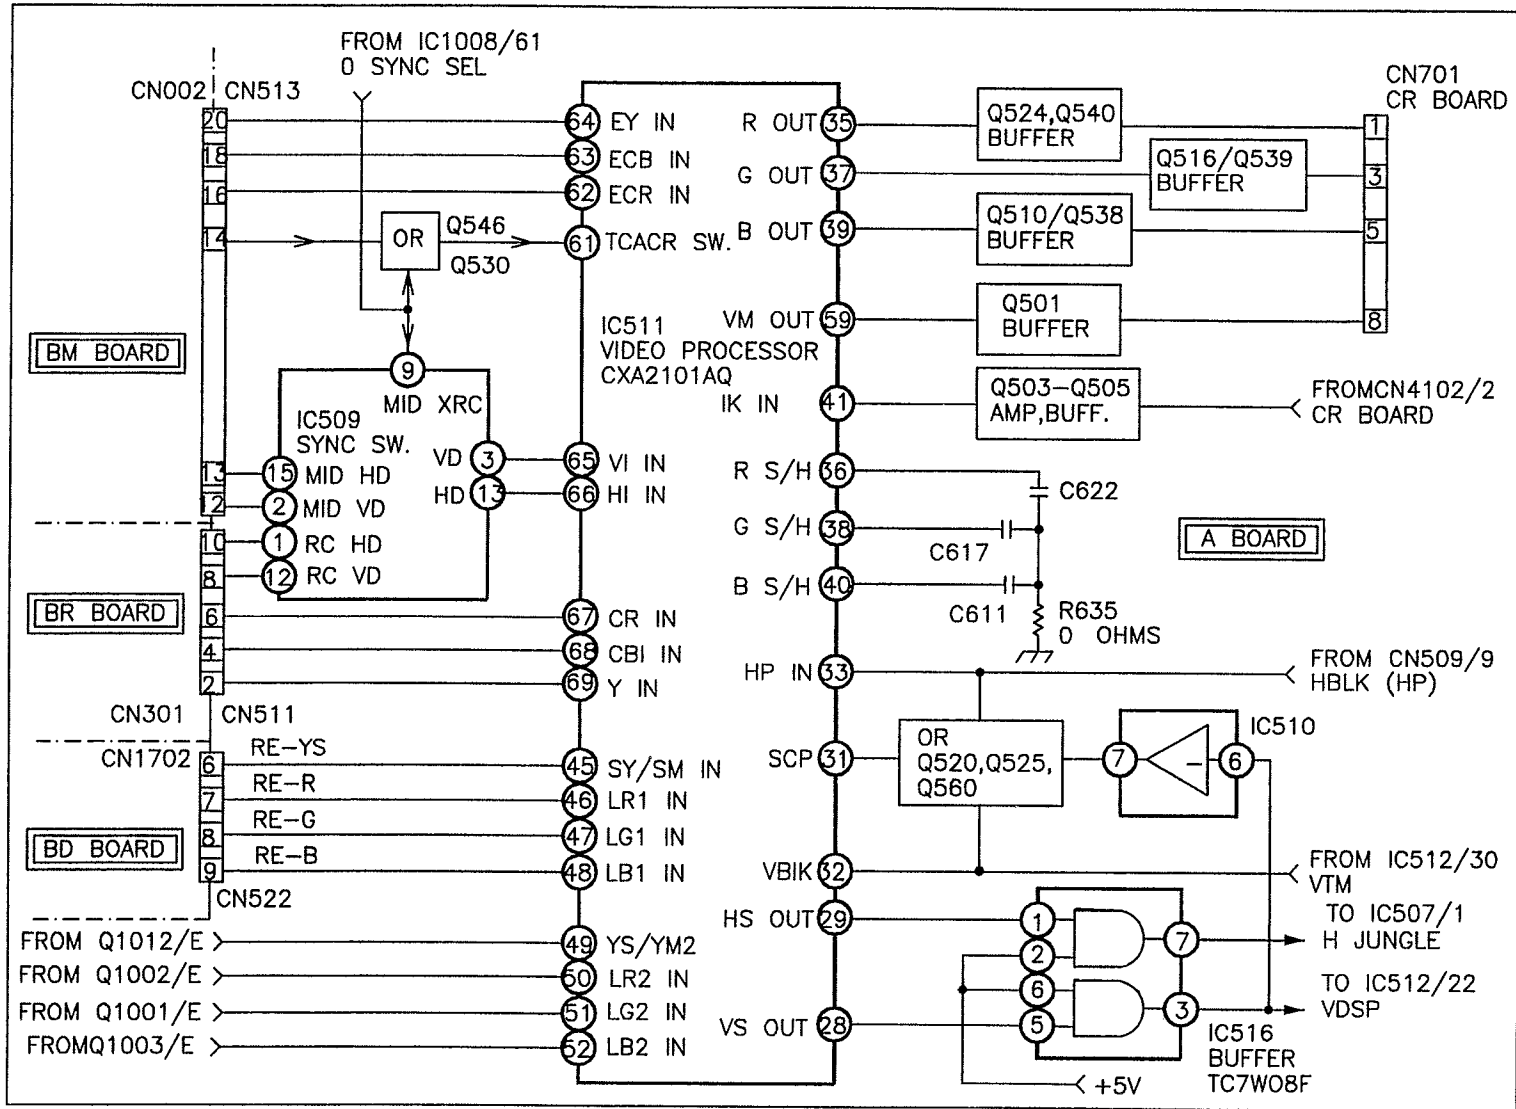 FROM IC1008/61
0 SYNC SEL
CN002 CN513
20
18
16
14
13
12
10
8
6
4
2
BM BOARD
BR BOARD
CN301 CN511
CN1702
6
7
8
9
BD BOARD
CN522
RE-YS
RE-R
RE-G
RE-B
FROM Q1012/E
FROM Q1002/E
FROM Q1001/E
FROMQ1003/E
OR
Q546
Q530
9
MID XRC
IC509
SYNC SW.
VD 3
HD 13
15 MID HD
2 MID VD
1 RC HD
12 RC VD
64 EY IN
63 ECB IN
62 ECR IN
61 TCACR SW.
IC511
VIDEO PROCESSOR
CXA2101AQ
65 VI IN
66 HI IN
67 CR IN
68 CBI IN
69 Y IN
45 SY/SM IN
46 LR1 IN
47 LG1 IN
48 LB1 IN
49 YS/YM2
50 LR2 IN
51 LG2 IN
52 LB2 IN
R OUT 35
G OUT 37
B OUT 39
VM OUT 59
IK IN 41
R S/H 36
G S/H 38
B S/H 40
HP IN 33
SCP 31
VBIK 32
HS OUT 29
VS OUT 28
Q524,Q540
BUFFER
Q516/Q539
BUFFER
Q510/Q538
BUFFER
Q501
BUFFER
Q503-Q505
AMP,BUFF.
CN701
CR BOARD
1
3
5
8
FROMCN4102/2
CR BOARD
C622
C617
C611
R635
0 OHMS
A BOARD
FROM CN509/9
HBLK (HP)
OR
Q520,Q525,
Q560
IC510
7
6
-
FROM IC512/30
VTM
1
2
6
5
7
3
TO IC507/1
H JUNGLE
TO IC512/22
VDSP
IC516
BUFFER
TC7W08F
+5V